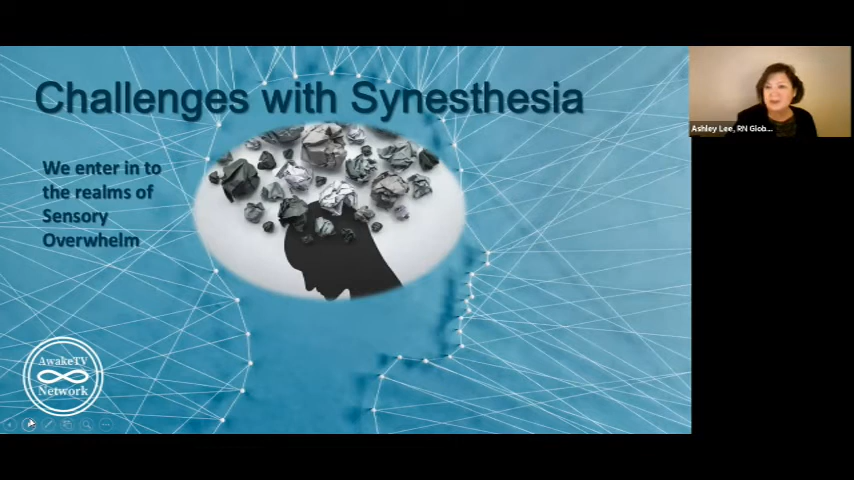 Challenges with Synesthesia
Ashley Lee, RN Glob...
We enter in to
the realms of
Sensory
Overwhelm
AwakeTV
Network